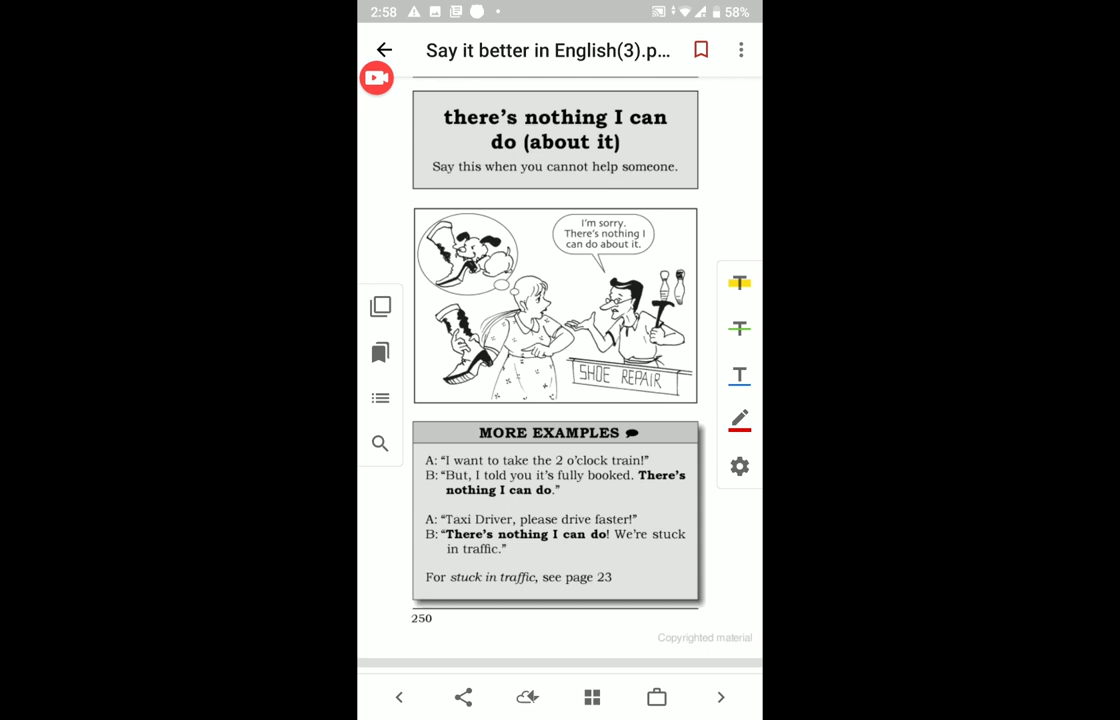 2:58
58%
Say it better in English(3).p...
there's nothing I can
do (about it)
Say this when you cannot help someone.
I'm sorry.
There's nothing I
can do about it.
SHOE REPAIR
MORE EXAMPLES
A: “I want to take the 2 o'clock train!”
B: “But, I told you it's fully booked. There's
nothing I can do.”
A: “Taxi Driver, please drive faster!”
B: “There's nothing I can do! We're stuck
in traffic.”
For stuck in traffic, see page 23
250
Copyrighted material
T
T
T